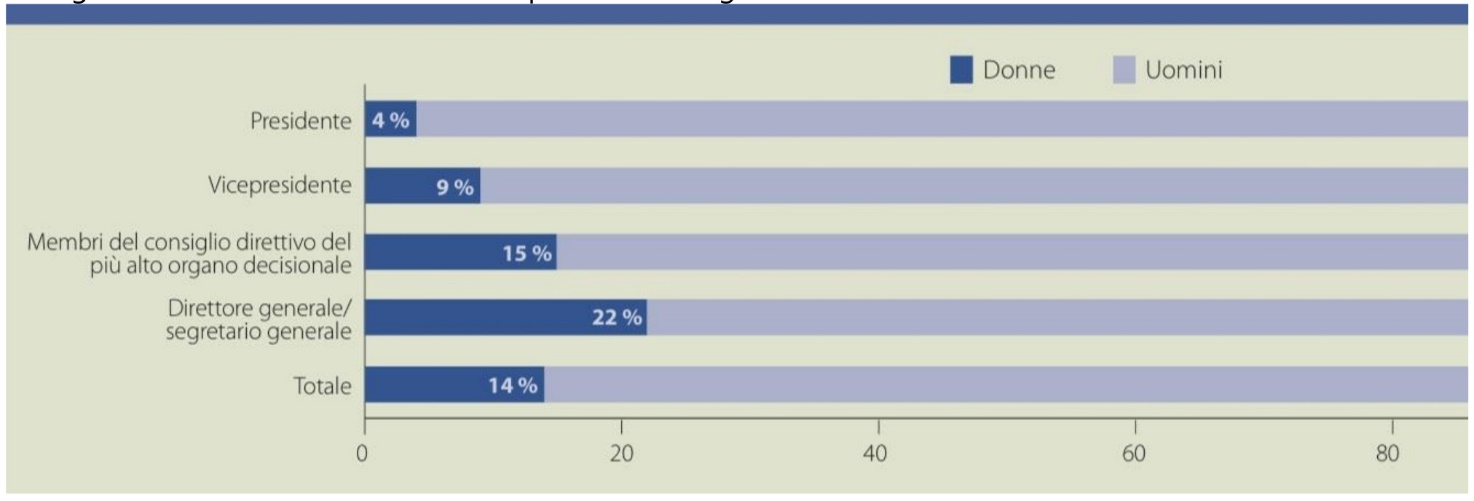 Donne Uomini
Presidente 4 %
Vicepresidente 9 %
Membri del consiglio direttivo del
più alto organo decisionale 15 %
Direttore generale/
segretario generale 22 %
Totale 14 %
0 20 40 60 80